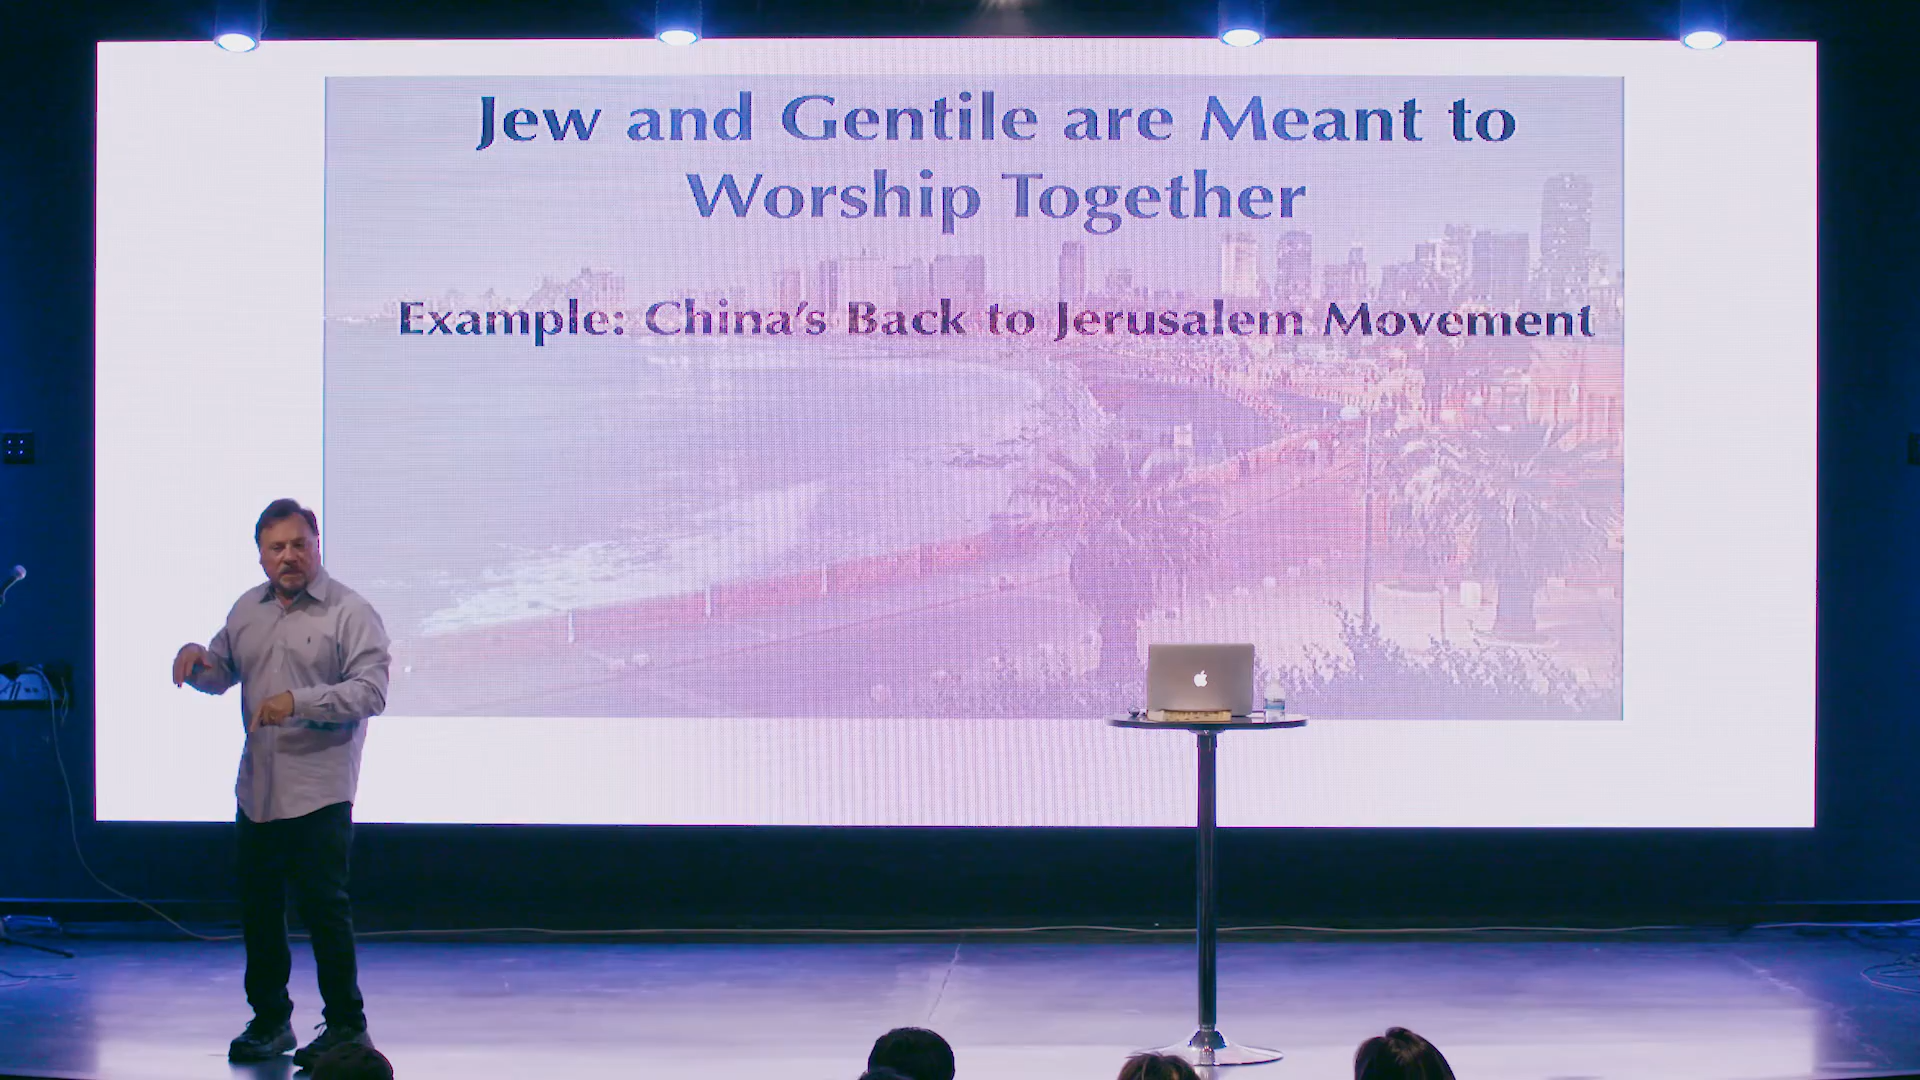 Jew and Gentile are Meant to
Worship Together
Example: China's Back to Jerusalem Movement